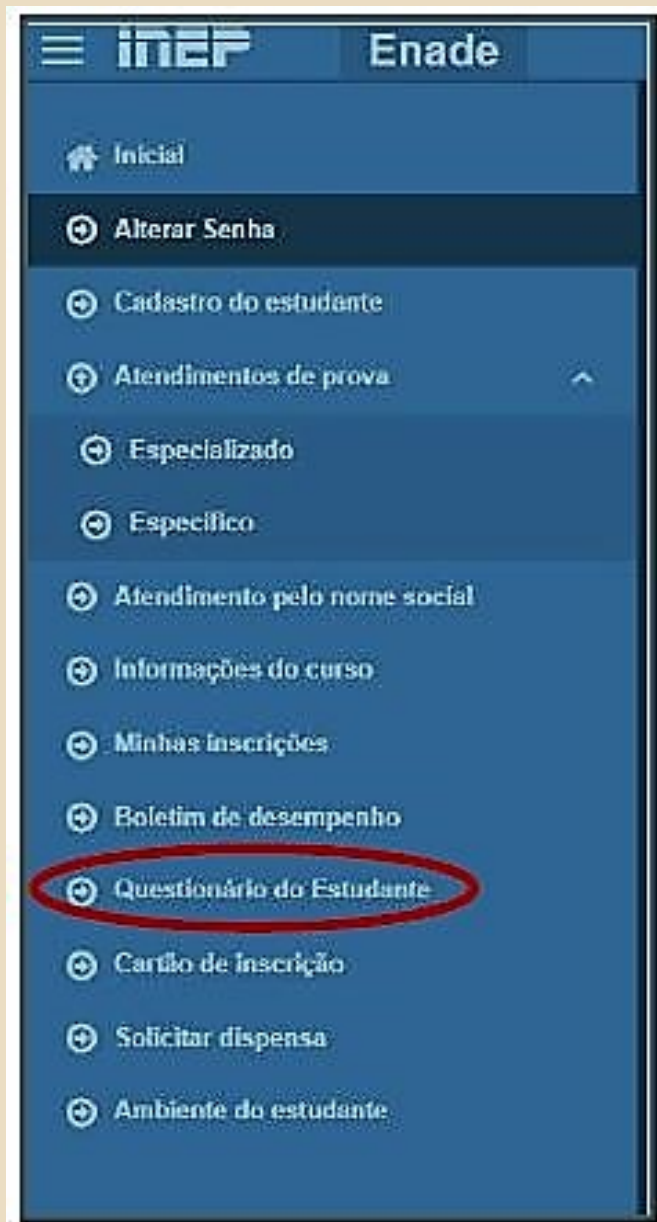 inep Enade
Inicial
Alterar Senha
Cadastro do estudante
Atendimentos de prova
Especializado
Específico
Atendimento pelo nome social
Informações do curso
Minhas inscrições
Boletim de desempenho
Questionário do Estudante
Cartão de inscrição
Solicitar dispensa
Ambiente do estudante